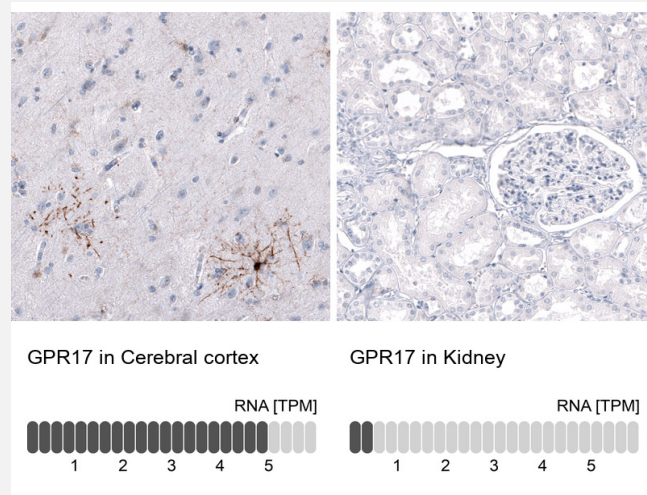 GPR17 in Cerebral cortex
RNA [TPM]
1 2 3 4 5
GPR17 in Kidney
RNA [TPM]
1 2 3 4 5